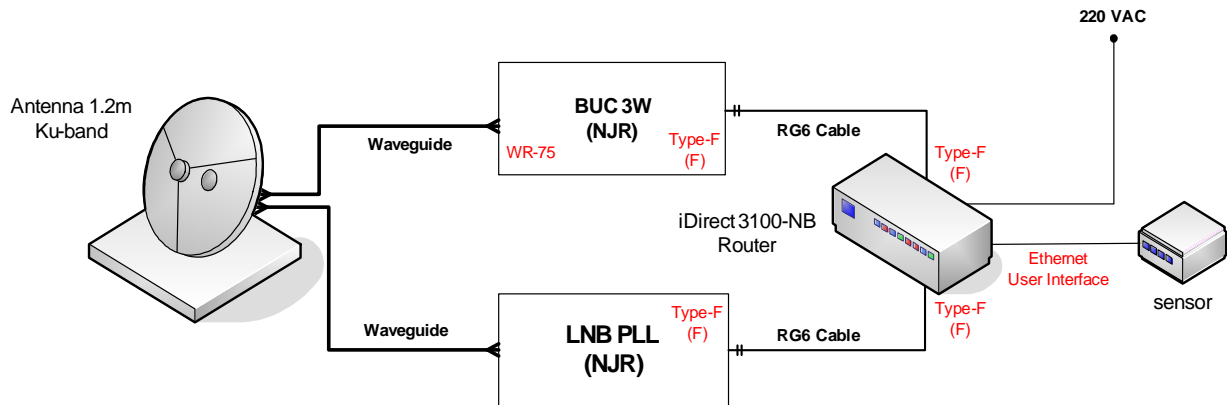 220 VAC
Antenna 1.2m
Ku-band
Waveguide
BUC 3W
(NJR)
WR-75
Type-F
(F)
RG6 Cable
Type-F
(F)
iDirect 3100-NB
Router
Ethernet
User Interface
sensor
Waveguide
LNB PLL
(NJR)
Type-F
(F)
RG6 Cable
Type-F
(F)